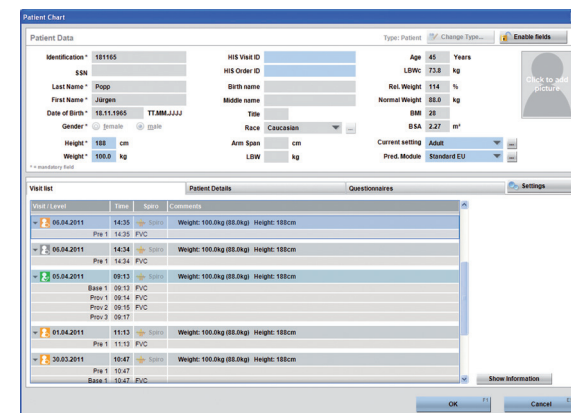 Patient Chart
Patient Data
Type: Patient Change Type... Enable fields
Identification * 181165 HIS Visit ID Age 45 Years
SSN HIS Order ID LBWc 73.8 kg
Last Name * Popp Birth name Rel. Weight 114 %
First Name * Jürgen Middle name Normal Weight 88.0 kg
Date of Birth * 18.11.1965 TT.MM.JJJJ Title BMI 28
Gender * female male Race Caucasian ... BSA 2.27 m²
Height * 188 cm Arm Span cm Current setting Adult ...
Weight * 100.0 kg LBW kg Pred. Module Standard EU ...
* = mandatory field
Click to add
picture
Visit list Patient Details Questionnaires Settings
Visit / Level Time Spiro Comments
06.04.2011 14:35 Spiro Weight: 100.0kg (88.0kg) Height: 188cm
Pre 1 14:35 FVC
06.04.2011 14:34 Spiro Weight: 100.0kg (88.0kg) Height: 188cm
Pre 1 14:34 FVC
05.04.2011 09:13 Spiro Weight: 100.0kg (88.0kg) Height: 188cm
Base 1 09:13 FVC
Prov 1 09:14 FVC
Prov 2 09:15 FVC
Prov 3 09:17
01.04.2011 11:13 Spiro Weight: 100.0kg (88.0kg) Height: 188cm
Pre 1 11:13 FVC
30.03.2011 10:47 Spiro Weight: 100.0kg (88.0kg) Height: 188cm
Pre 1 10:47
Base 1 10:47 FVC
Show Information
OK F1 Cancel